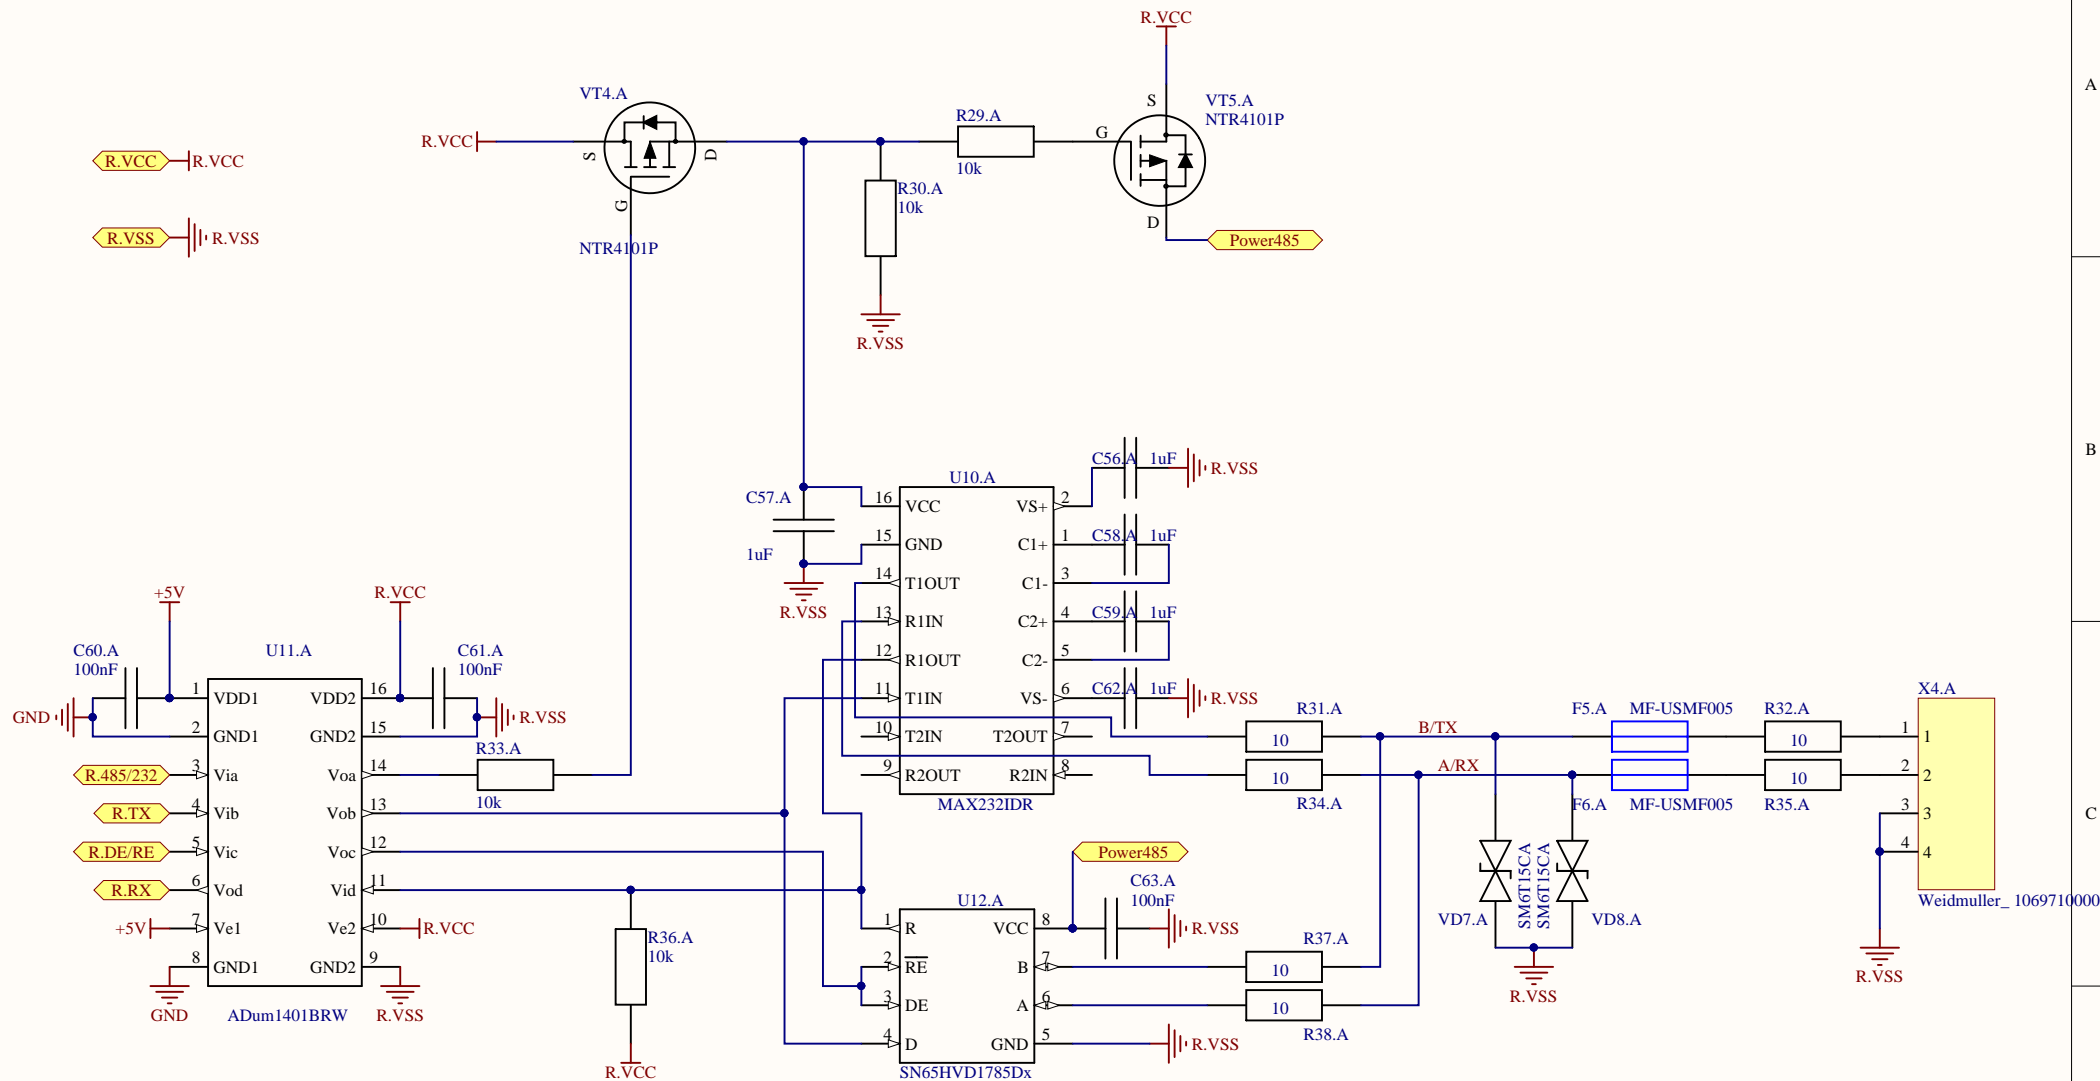 R.VCC
A
VT4.A
S
VT5.A
NTR4101P
R29.A
G
R.VCC
R.VCC
R.VCC
S
D
10k
R30.A
10k
G
D
R.VSS
R.VSS
NTR4101P
Power485
R.VSS
B
C56.A
1uF
R.VSS
U10.A
C57.A
1uF
16
VCC
VS+
2
15
GND
C1+
1
C58.A
1uF
14
T1OUT
C1-
3
13
R1IN
C2+
4
C59.A
1uF
12
R1OUT
C2-
5
11
T1IN
VS-
6
C62.A
1uF
R.VSS
10
T2IN
T2OUT
7
9
R2OUT
R2IN
8
MAX232IDR
R.VSS
+5V
R.VCC
C60.A
100nF
U11.A
C61.A
100nF
GND
R.VSS
1
VDD1
VDD2
16
2
GND1
GND2
15
R.485/232
3
Via
Voa
14
R33.A
10k
R.TX
4
Vib
Vob
13
R.DE/RE
5
Vic
Voc
12
R.RX
6
Vod
Vid
11
+5V
7
Ve1
Ve2
10
R.VCC
8
GND1
GND2
9
GND
ADum1401BRW
R.VSS
R36.A
10k
R.VCC
R31.A
10
B/TX
F5.A
MF-USMF005
R32.A
10
X4.A
1
1
A/RX
10
R34.A
F6.A
MF-USMF005
10
R35.A
2
2
3
3
4
4
C
Weidmuller_ 1069710000
R.VSS
SM6T15CA
SM6T15CA
VD7.A
VD8.A
R.VSS
Power485
C63.A
100nF
R.VSS
U12.A
1
R
VCC
8
2
RE
B
7
R37.A
10
3
DE
A
6
10
R38.A
4
D
GND
5
R.VSS
SN65HVD1785Dx